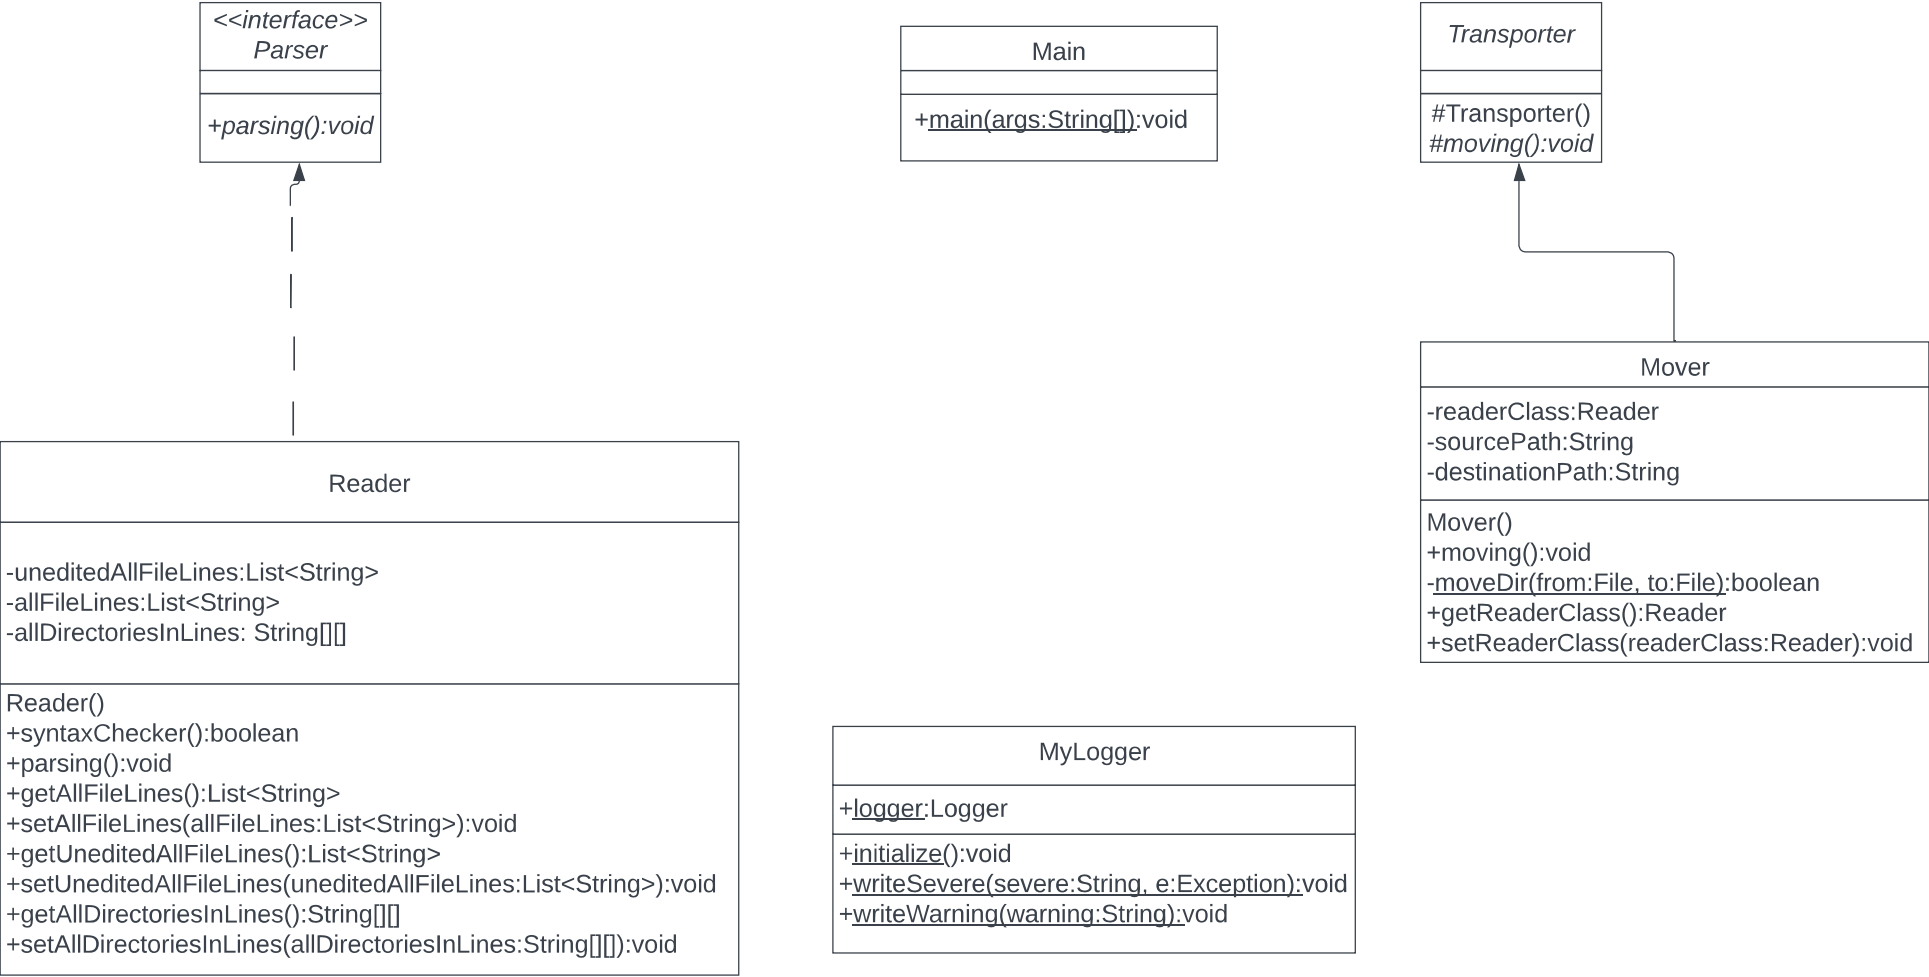 <<interface>>
Parser
+parsing():void
Main
+main(args:String[]):void
Transporter
#Transporter()
#moving():void
Mover
-readerClass:Reader
-sourcePath:String
-destinationPath:String
Mover()
+moving():void
-moveDir(from:File, to:File):boolean
+getReaderClass():Reader
+setReaderClass(readerClass:Reader):void
Reader
-uneditedAllFileLines:List<String>
-allFileLines:List<String>
-allDirectoriesInLines: String[][]
Reader()
+syntaxChecker():boolean
+parsing():void
+getAllFileLines():List<String>
+setAllFileLines(allFileLines:List<String>):void
+getUneditedAllFileLines():List<String>
+setUneditedAllFileLines(uneditedAllFileLines:List<String>):void
+getAllDirectoriesInLines():String[][]
+setAllDirectoriesInLines(allDirectoriesInLines:String[][]):void
MyLogger
+logger:Logger
+initialize():void
+writeSevere(severe:String, e:Exception):void
+writeWarning(warning:String):void